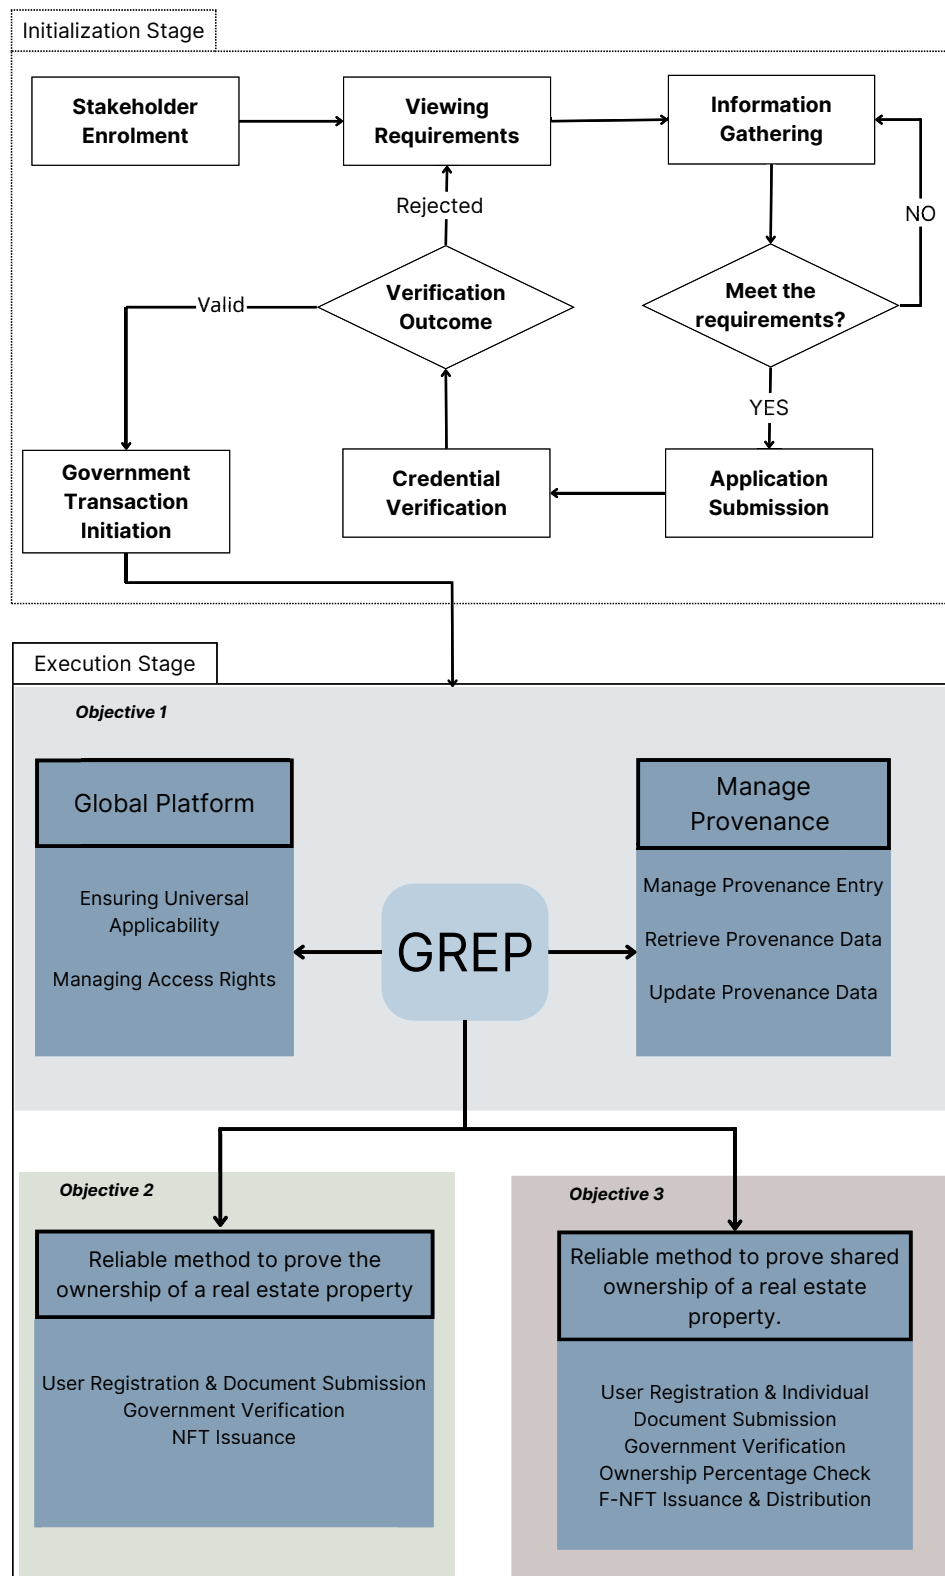 Initialization Stage
Stakeholder
Enrolment
Viewing
Requirements
Information
Gathering
Rejected
NO
Valid
Verification
Outcome
Meet the
requirements?
YES
Government
Transaction
Initiation
Credential
Verification
Application
Submission
Execution Stage
Objective 1
Global Platform
Ensuring Universal
Applicability
Managing Access Rights
GREP
Manage
Provenance
Manage Provenance Entry
Retrieve Provenance Data
Update Provenance Data
Objective 2
Reliable method to prove the
ownership of a real estate property
User Registration & Document Submission
Government Verification
NFT Issuance
Objective 3
Reliable method to prove shared
ownership of a real estate
property.
User Registration & Individual
Document Submission
Government Verification
Ownership Percentage Check
F-NFT Issuance & Distribution